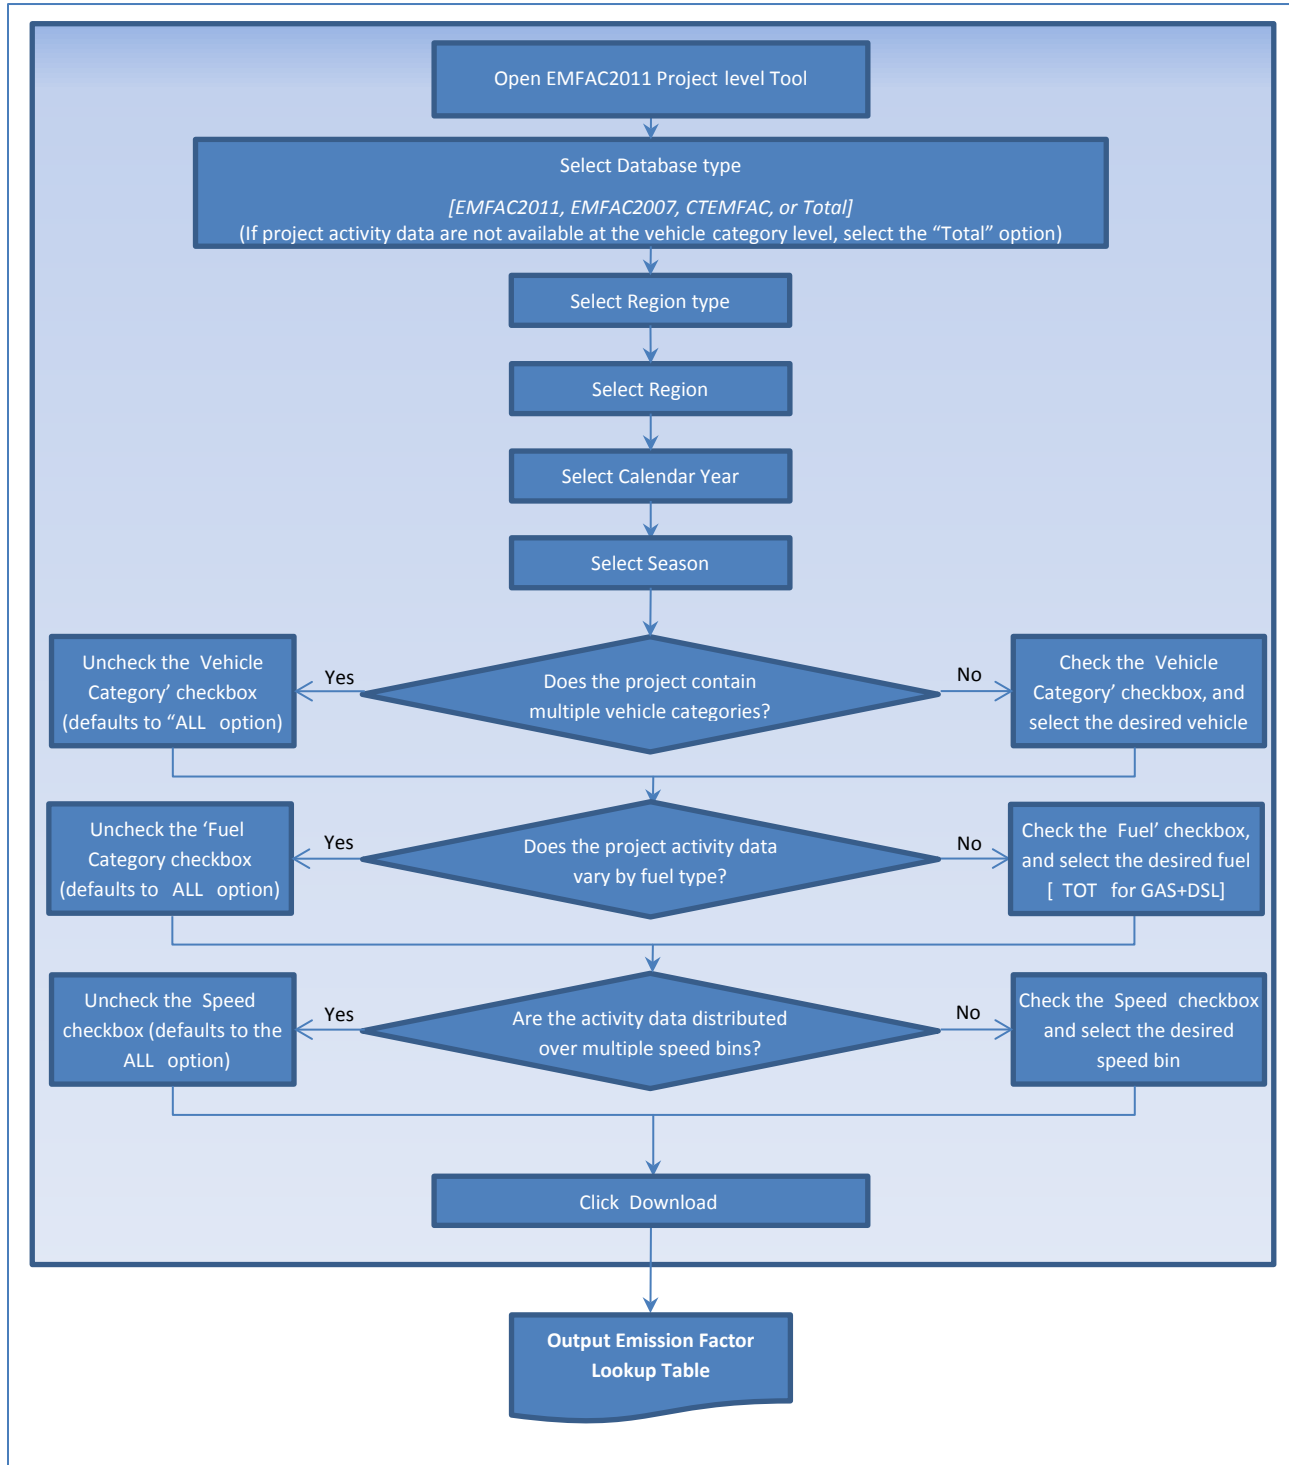 Open EMFAC2011 Project level Tool
Select Database type
[EMFAC2011, EMFAC2007, CTEMFAC, or Total]
(If project activity data are not available at the vehicle category level, select the “Total” option)
Select Region type
Select Region
Select Calendar Year
Select Season
Does the project contain
multiple vehicle categories?
Yes
Uncheck the Vehicle
Category’ checkbox
(defaults to “ALL option)
No
Check the Vehicle
Category’ checkbox, and
select the desired vehicle
Does the project activity data
vary by fuel type?
Yes
Uncheck the ‘Fuel
Category checkbox
(defaults to ALL option)
No
Check the Fuel’ checkbox,
and select the desired fuel
[ TOT for GAS+DSL]
Are the activity data distributed
over multiple speed bins?
Yes
Uncheck the Speed
checkbox (defaults to the
ALL option)
No
Check the Speed checkbox
and select the desired
speed bin
Click Download
Output Emission Factor
Lookup Table